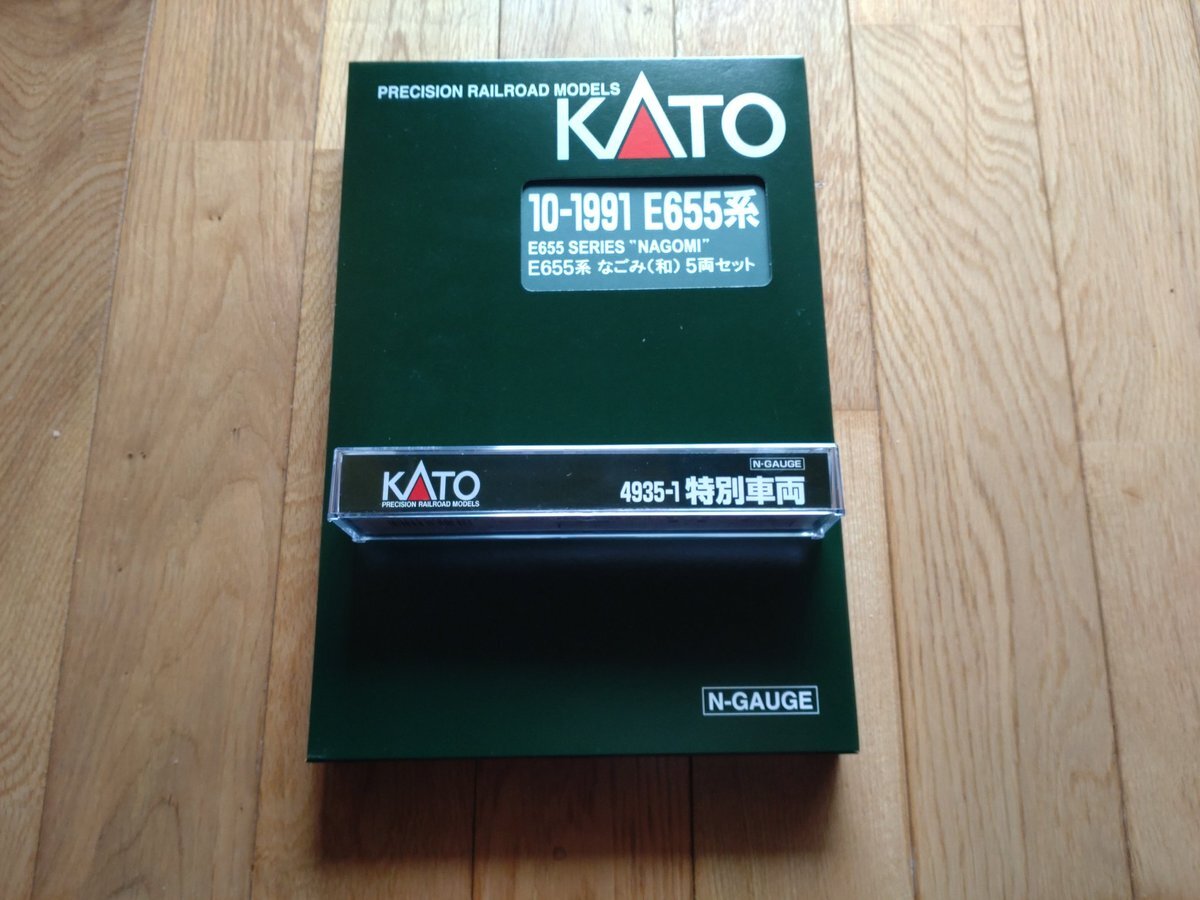 PRECISION RAILROAD MODELS
KATO
10-1991 E655系
E655 SERIES "NAGOMI"
E655系 なごみ(和) 5両セット
N-GAUGE
KATO
4935-1 特別車両
PRECISION RAILROAD MODELS
N-GAUGE